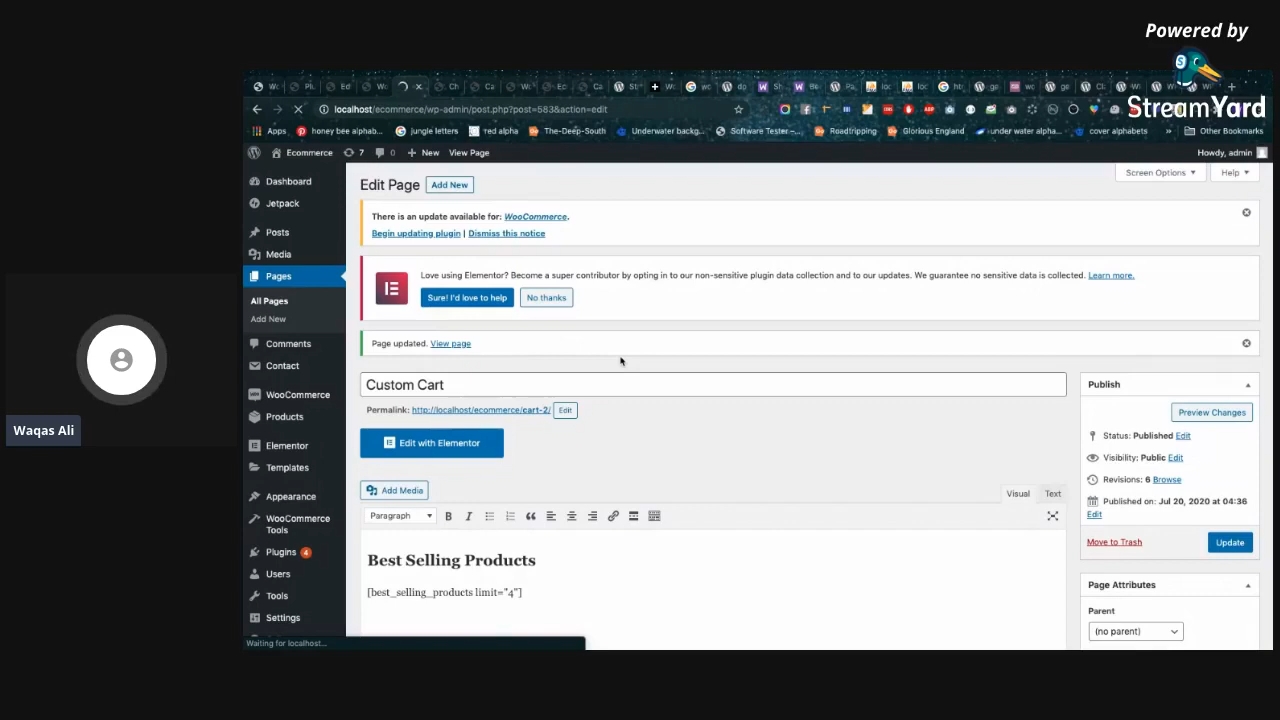 Powered by
StreamYard
localhost/ecommerce/wp-admin/post.php?post=583&action=edit
Apps
honey bee alphab...
jungle letters
red alpha
The-Deep-South
Underwater backg...
Software Tester -...
Roadtripping
Glorious England
under water alpha...
cover alphabets
»
Other Bookmarks
Ecommerce
7
0
New
View Page
Howdy, admin
Screen Options
Help
Dashboard
Jetpack
Posts
Media
Pages
All Pages
Add New
Comments
Contact
WooCommerce
Products
Elementor
Templates
Appearance
WooCommerce
Tools
Plugins 4
Users
Tools
Settings
Edit Page
Add New
There is an update available for: WooCommerce.
Begin updating plugin | Dismiss this notice
Love using Elementor? Become a super contributor by opting in to our non-sensitive plugin data collection and to our updates. We guarantee no sensitive data is collected. Learn more.
Sure! I'd love to help
No thanks
Page updated. View page
Custom Cart
Permalink: http://localhost/ecommerce/cart-2/ Edit
Edit with Elementor
Add Media
Visual
Text
Paragraph
B
I
Best Selling Products
[best_selling_products limit="4"]
Publish
Preview Changes
Status: Published Edit
Visibility: Public Edit
Revisions: 6 Browse
Published on: Jul 20, 2020 at 04:36
Edit
Move to Trash
Update
Page Attributes
Parent
(no parent)
Waiting for localhost...
Waqas Ali